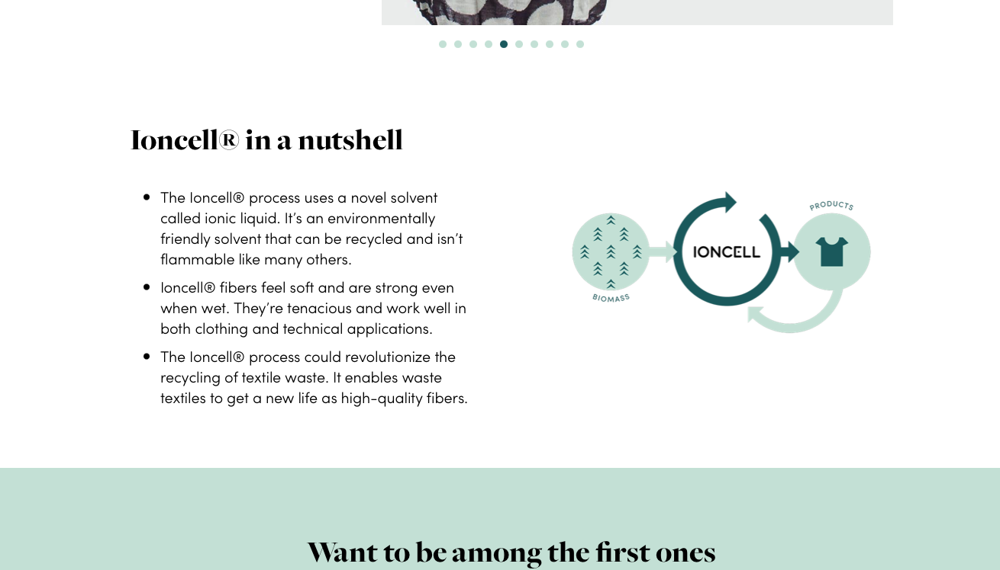 Ioncell® in a nutshell
The Ioncell® process uses a novel solvent
called ionic liquid. It’s an environmentally
friendly solvent that can be recycled and isn’t
flammable like many others.
Ioncell® fibers feel soft and are strong even
when wet. They’re tenacious and work well in
both clothing and technical applications.
The Ioncell® process could revolutionize the
recycling of textile waste. It enables waste
textiles to get a new life as high-quality fibers.
BIOMASS
IONCELL
PRODUCTS
Want to be among the first ones